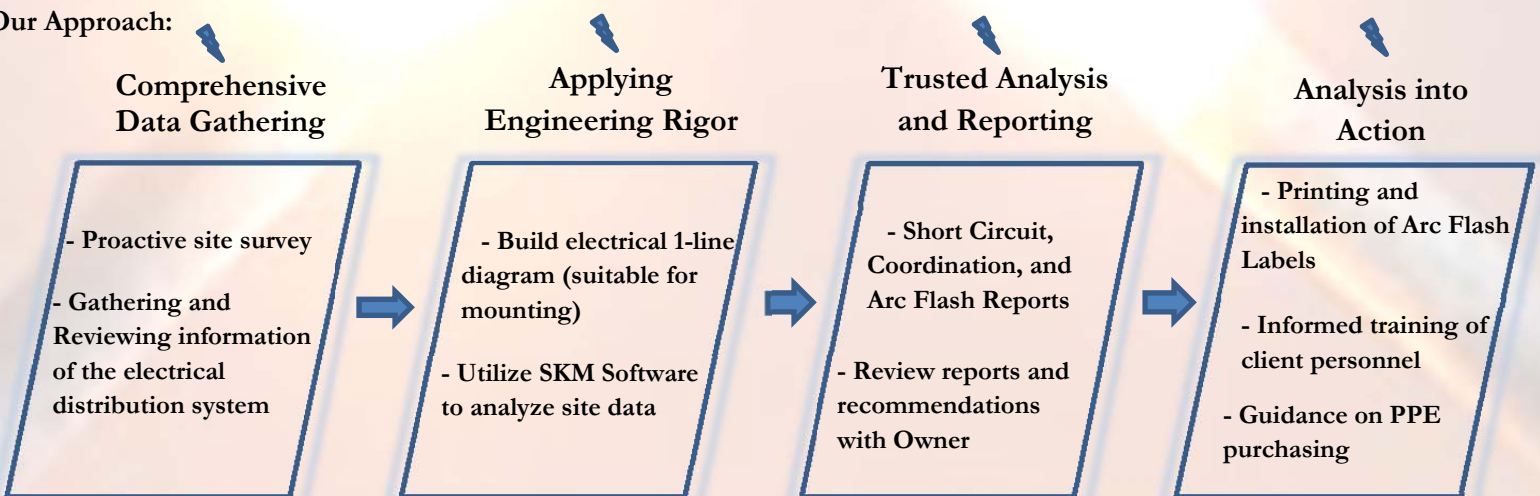 Our Approach:
Comprehensive
Data Gathering
- Proactive site survey
- Gathering and
Reviewing information
of the electrical
distribution system
Applying
Engineering Rigor
- Build electrical 1-line
diagram (suitable for
mounting)
- Utilize SKM Software
to analyze site data
Trusted Analysis
and Reporting
- Short Circuit,
Coordination, and
Arc Flash Reports
- Review reports and
recommendations
with Owner
Analysis into
Action
- Printing and
installation of Arc Flash
Labels
- Informed training of
client personnel
- Guidance on PPE
purchasing